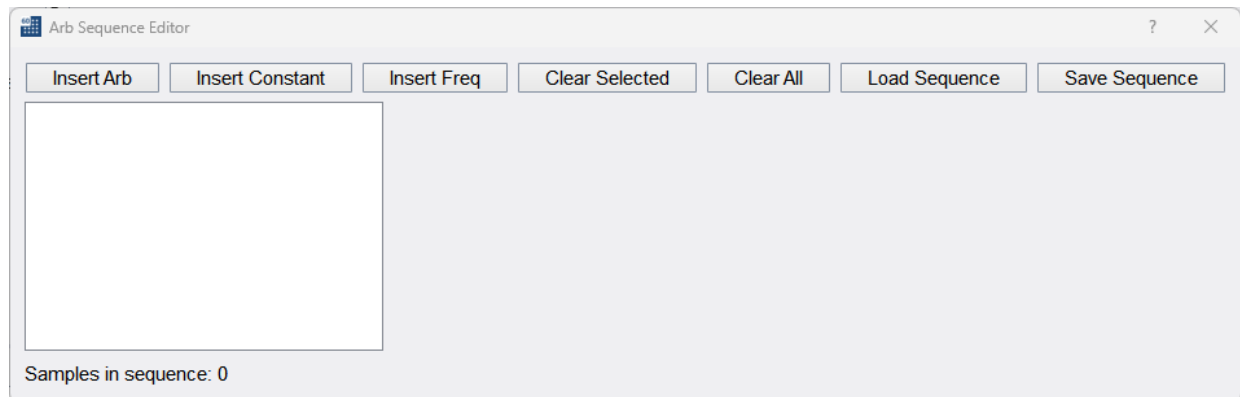 Arb Sequence Editor ?
Insert Arb Insert Constant Insert Freq Clear Selected Clear All Load Sequence Save Sequence
Samples in sequence: 0